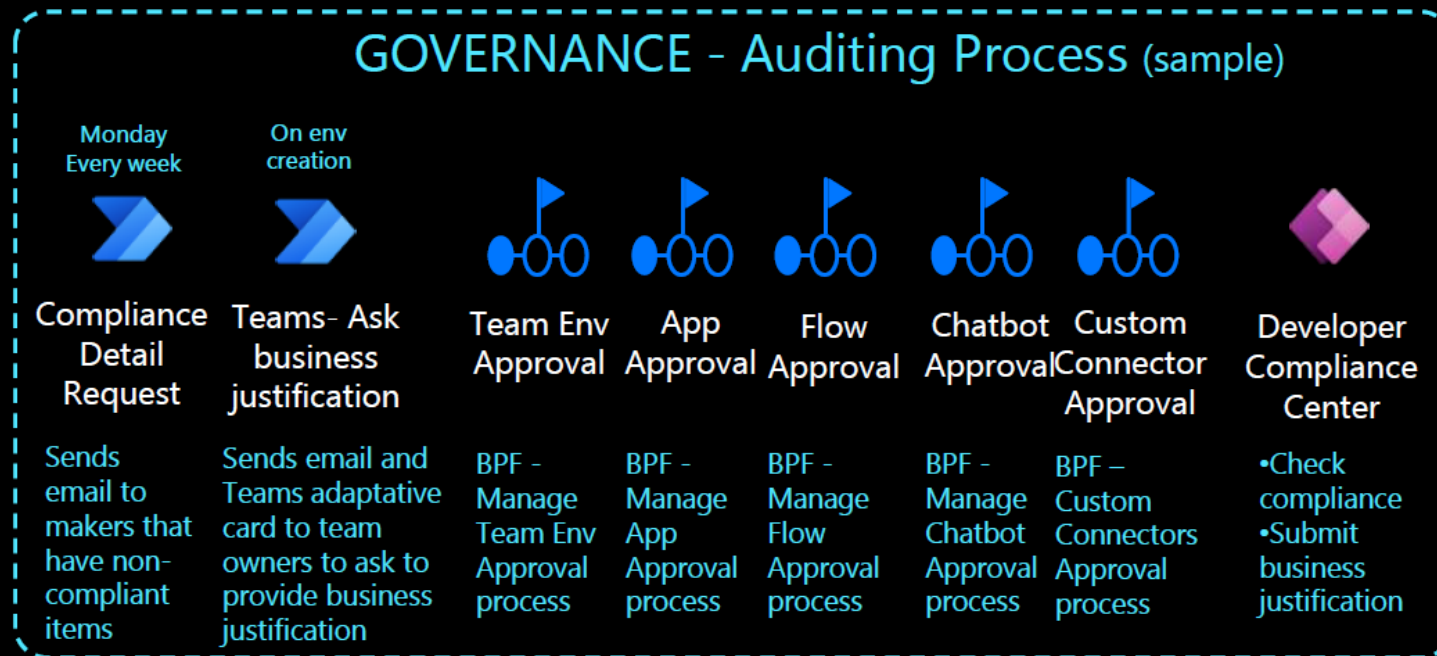 GOVERNANCE - Auditing Process (sample)
Monday
Every week
On env
creation
Compliance
Detail
Request
Teams- Ask
business
justification
Team Env
Approval
App
Approval
Flow
Approval
Chatbot
Approval
Custom
Connector
Approval
Developer
Compliance
Center
Sends
email to
makers that
have non-
compliant
items
Sends email and
Teams adaptative
card to team
owners to ask to
provide business
justification
BPF -
Manage
Team Env
Approval
process
BPF -
Manage
App
Approval
process
BPF -
Manage
Flow
Approval
process
BPF -
Manage
Chatbot
Approval
process
BPF –
Custom
Connectors
Approval
process
•Check
compliance
•Submit
business
justification